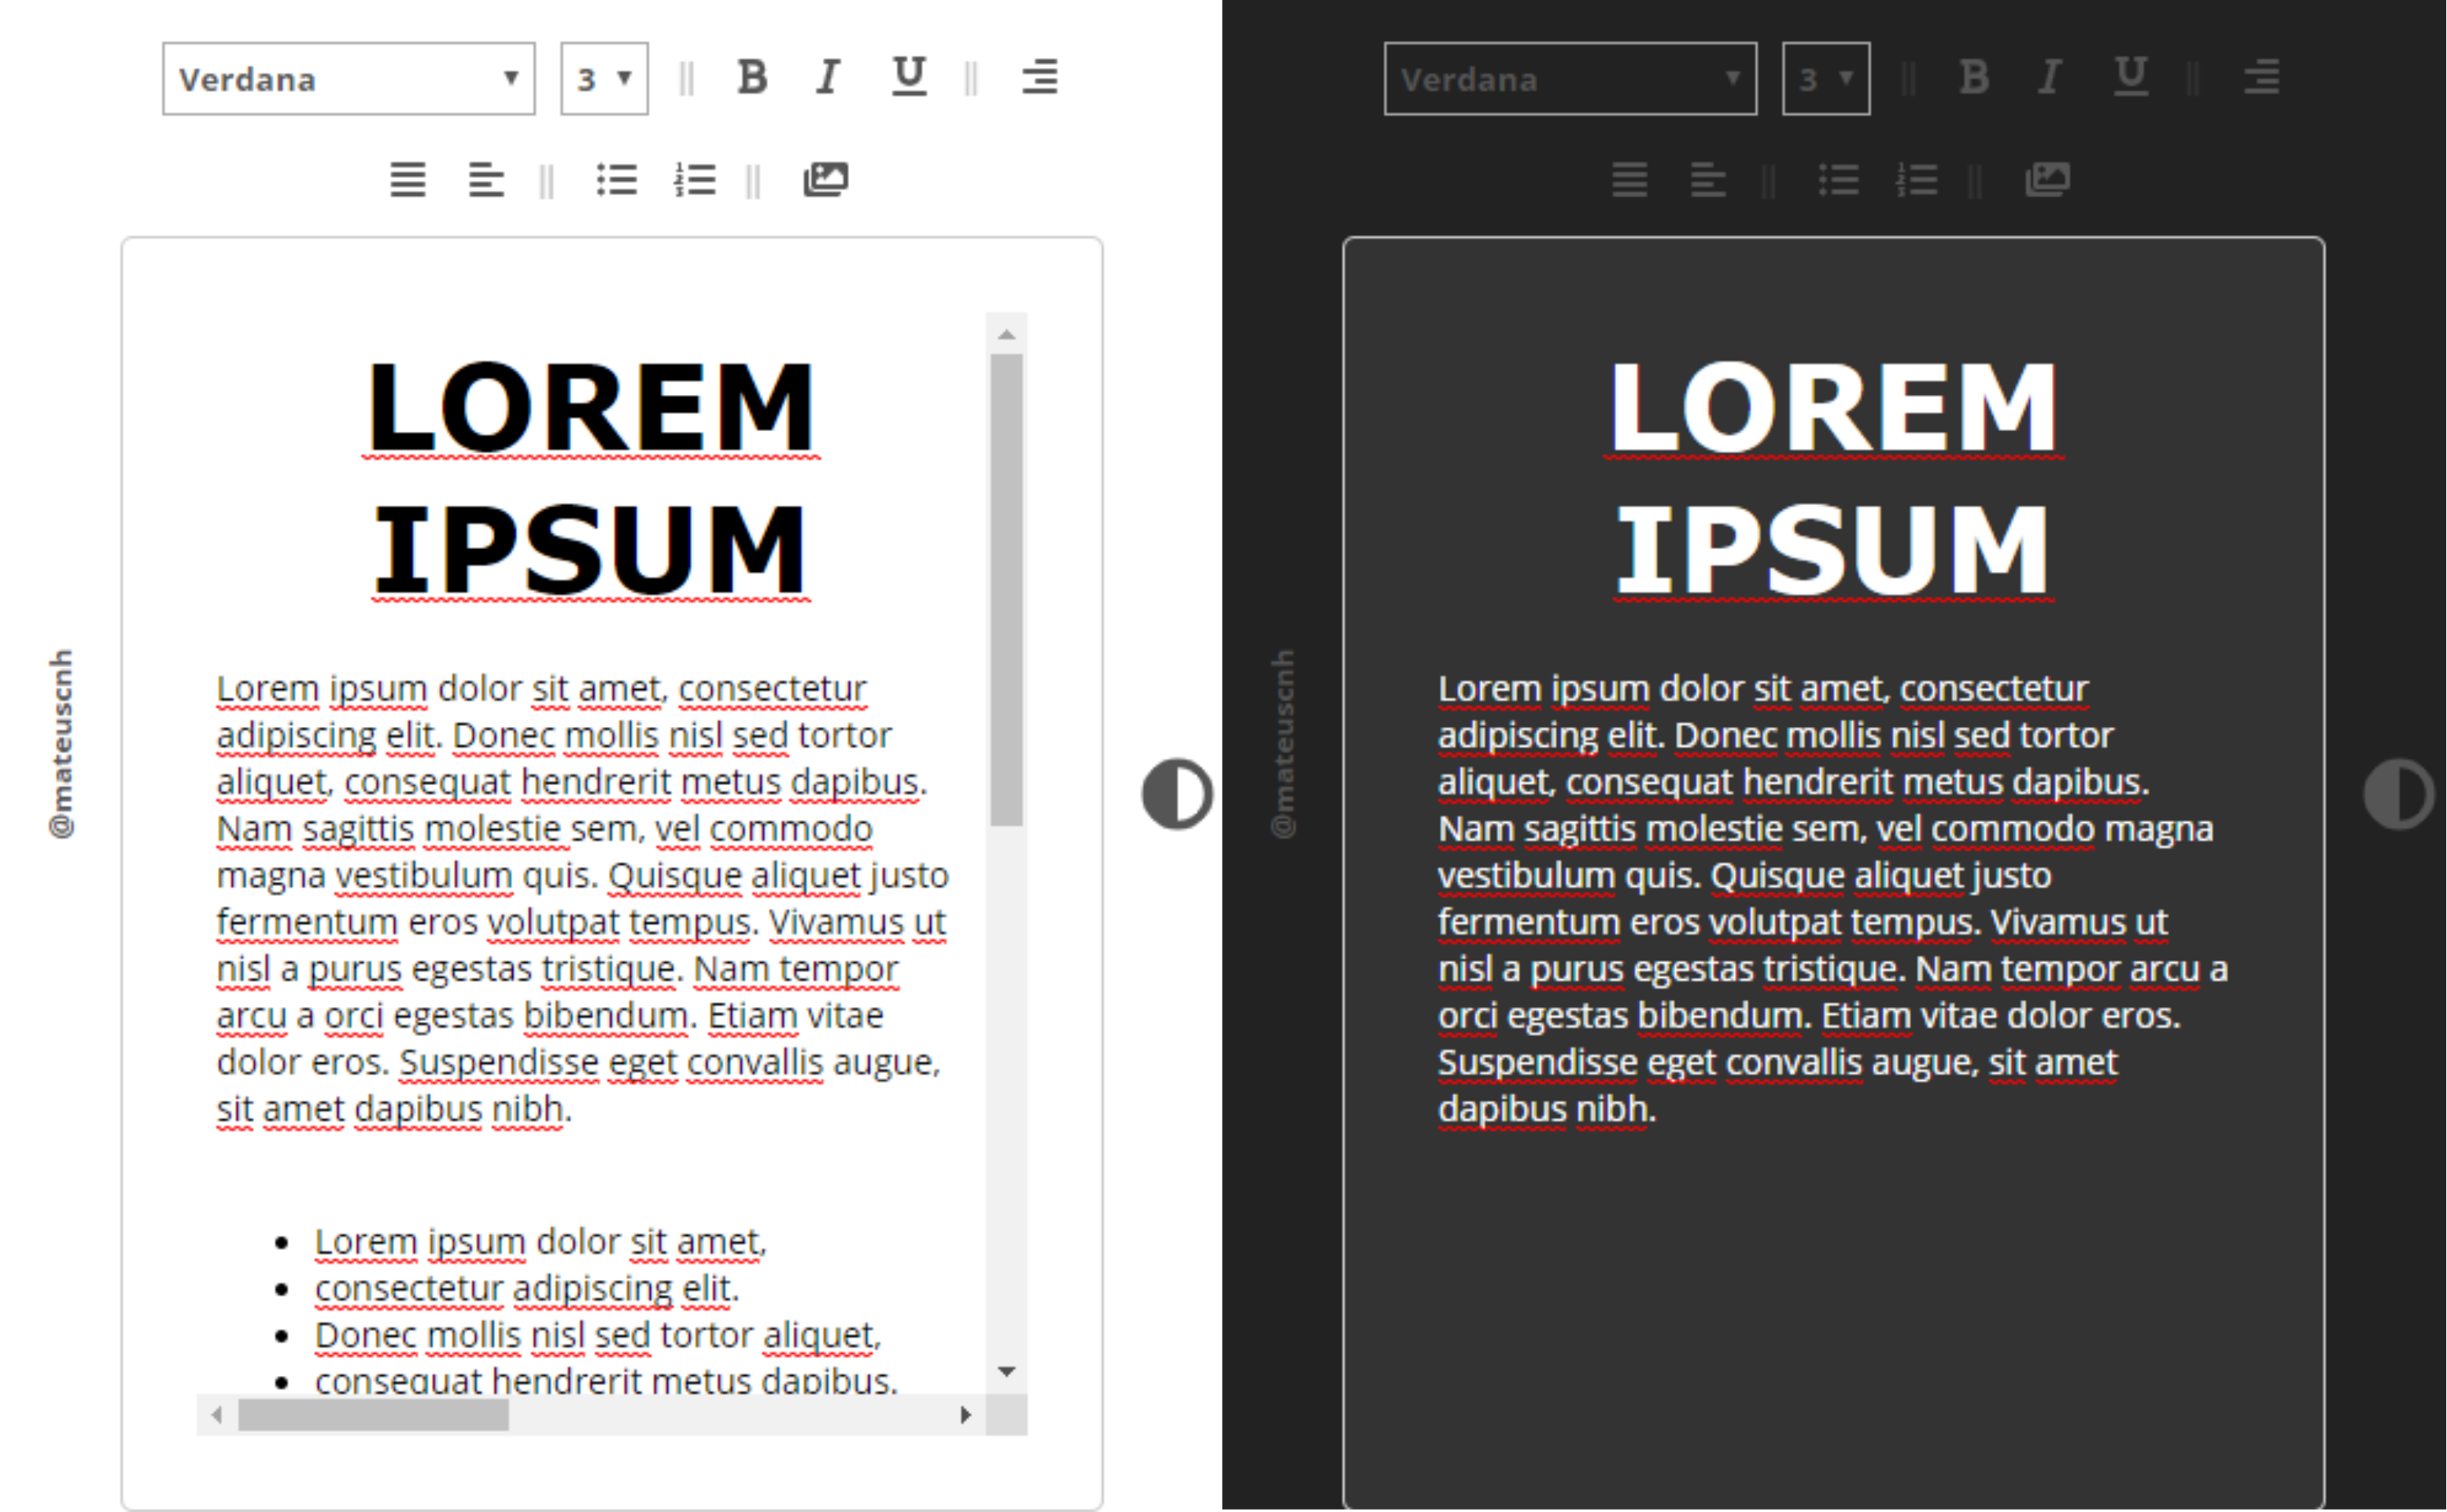 Verdana
3
B I U
LOREM
IPSUM
Lorem ipsum dolor sit amet, consectetur
adipiscing elit. Donec mollis nisl sed tortor
aliquet, consequat hendrerit metus dapibus.
Nam sagittis molestie sem, vel commodo
magna vestibulum quis. Quisque aliquet justo
fermentum eros volutpat tempus. Vivamus ut
nisl a purus egestas tristique. Nam tempor
arcu a orci egestas bibendum. Etiam vitae
dolor eros. Suspendisse eget convallis augue,
sit amet dapibus nibh.
Lorem ipsum dolor sit amet,
consectetur adipiscing elit.
Donec mollis nisl sed tortor aliquet,
consequat hendrerit metus dapibus.
@mateuscnh
Verdana
3
B I U
LOREM
IPSUM
Lorem ipsum dolor sit amet, consectetur
adipiscing elit. Donec mollis nisl sed tortor
aliquet, consequat hendrerit metus dapibus.
Nam sagittis molestie sem, vel commodo magna
vestibulum quis. Quisque aliquet justo
fermentum eros volutpat tempus. Vivamus ut
nisl a purus egestas tristique. Nam tempor arcu a
orci egestas bibendum. Etiam vitae dolor eros.
Suspendisse eget convallis augue, sit amet
dapibus nibh.
@mateuscnh